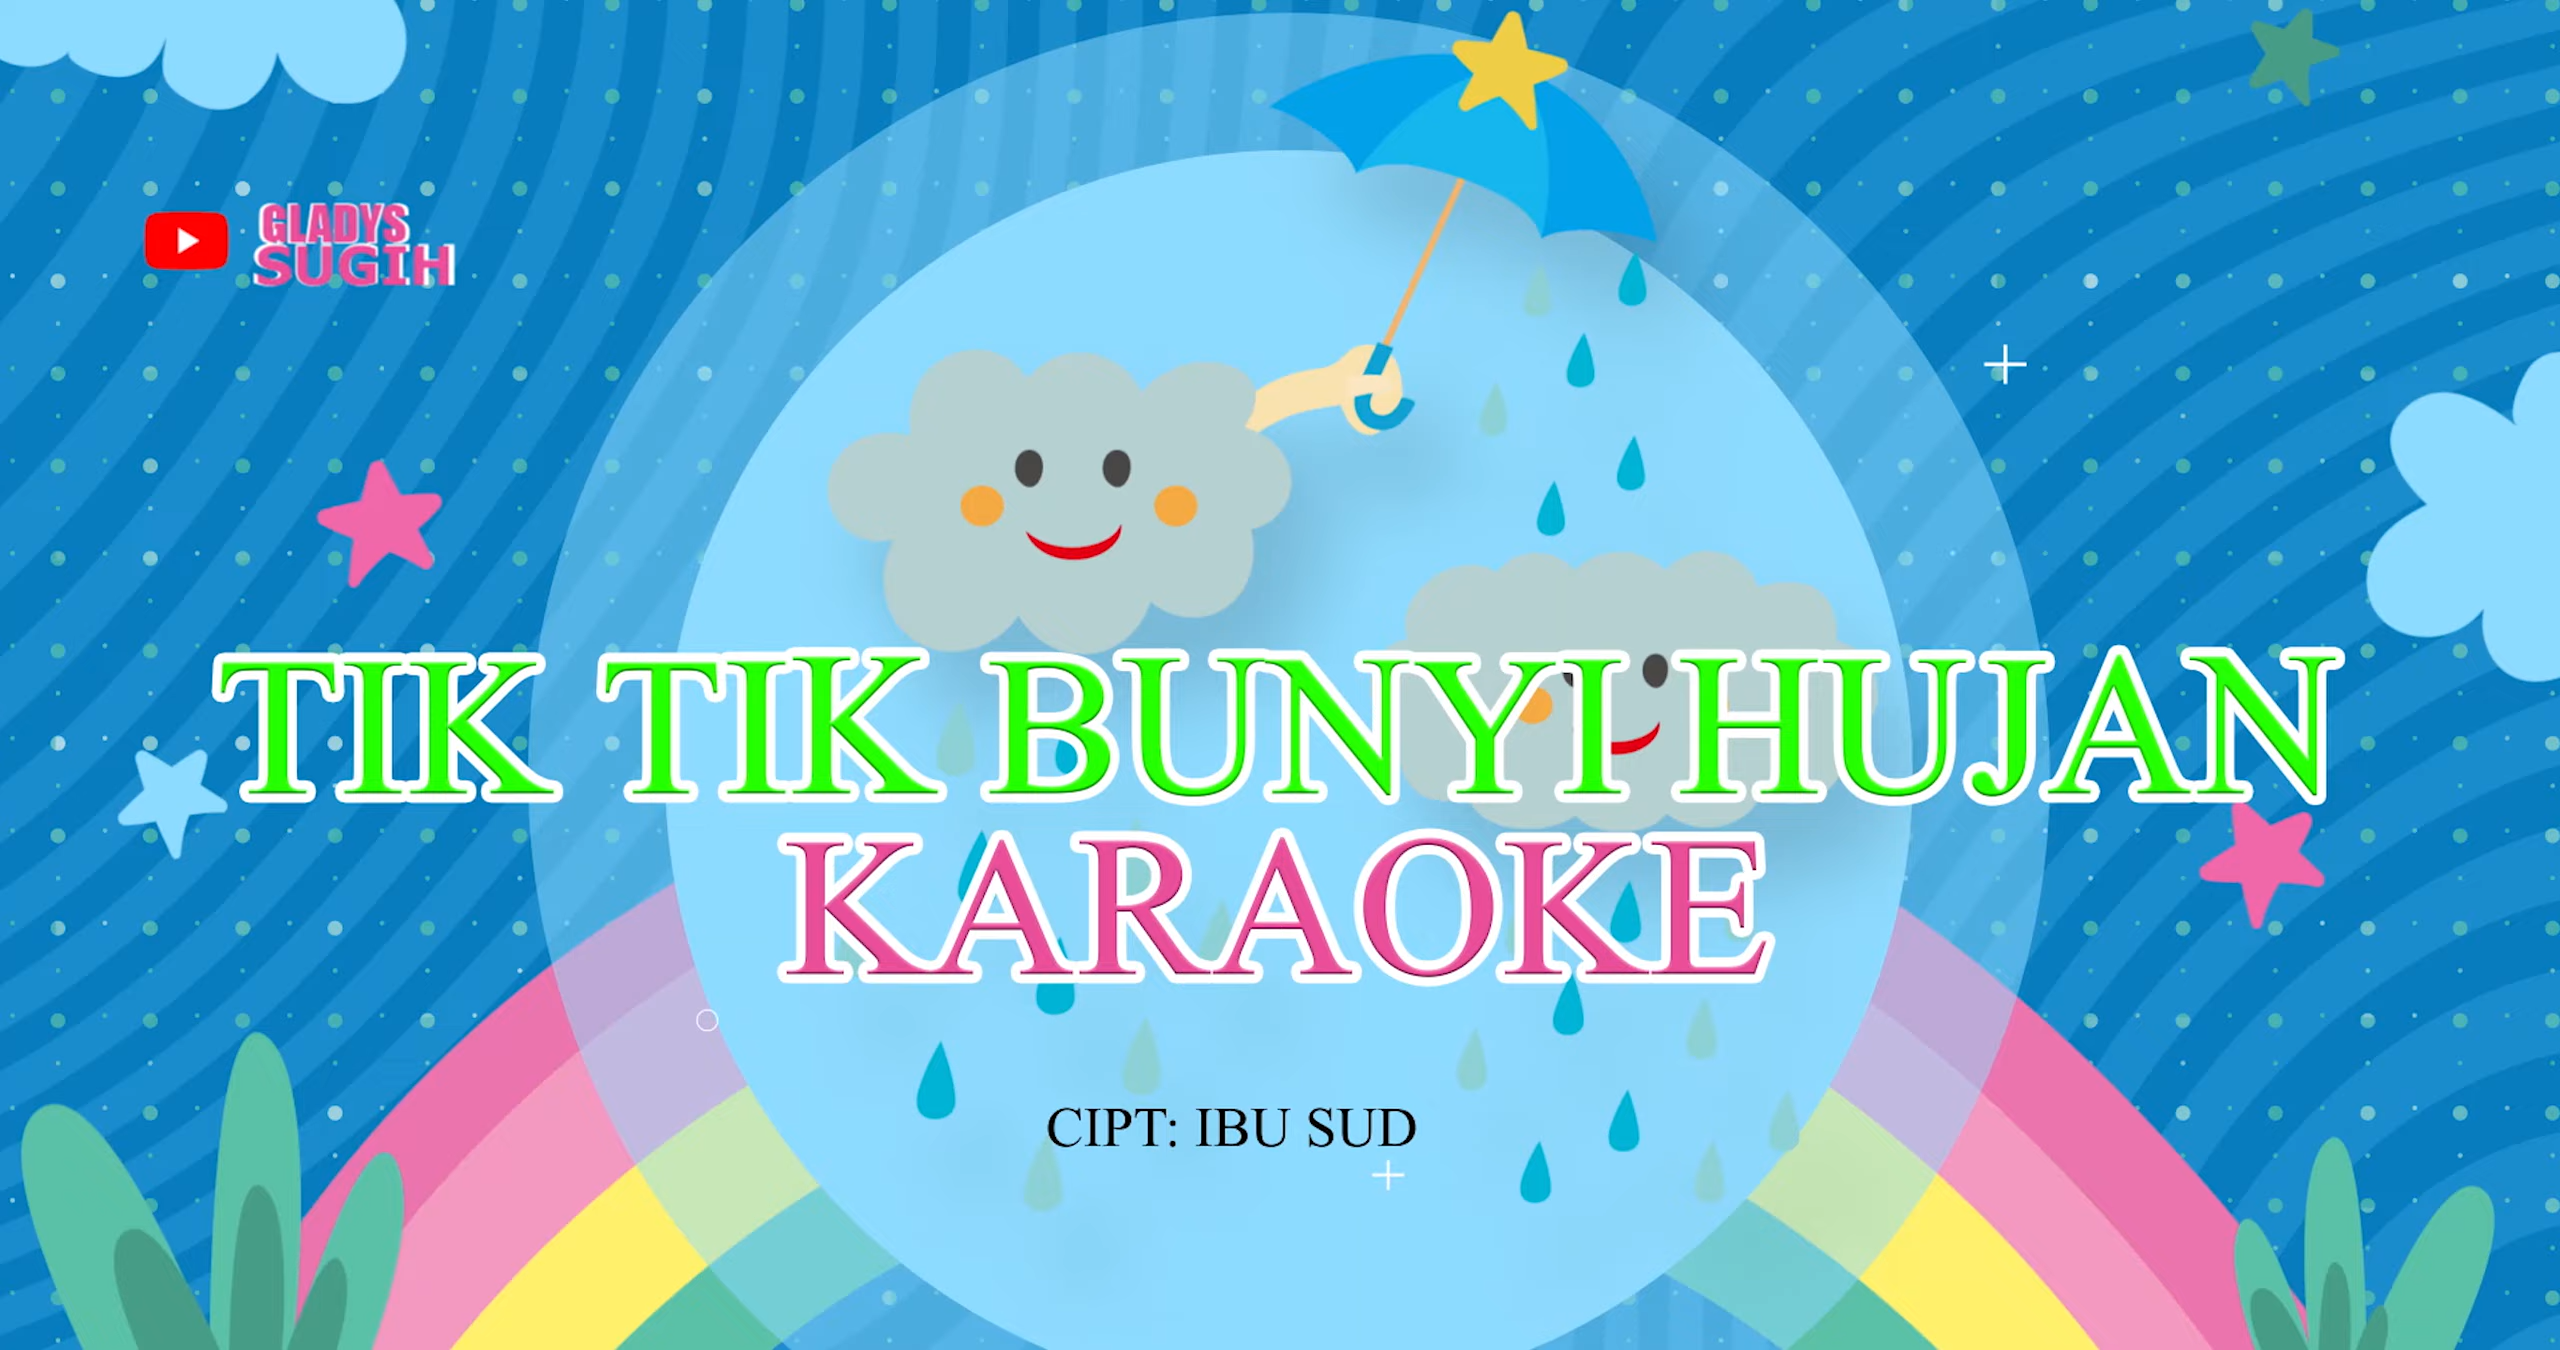 GLADYS
SUGIH
TIK TIK BUNYI HUJAN
KARAOKE
CIPT: IBU SUD